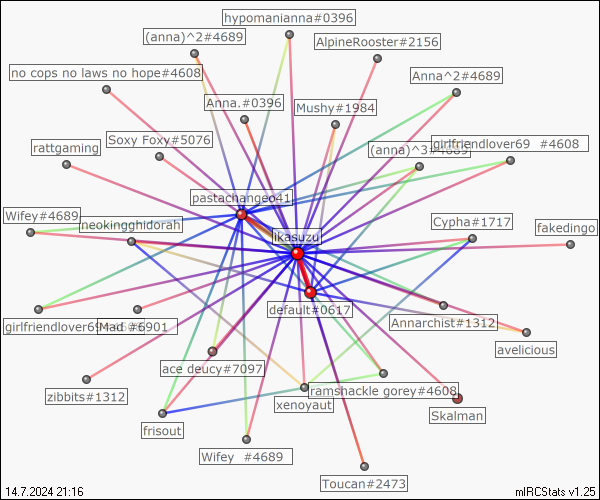 hypomanianna#0396
(anna)^2#4689
AlpineRooster#2156
no cops no laws no hope#4608
Anna^2#4689
Anna.#0396
Mushy#1984
Soxy Foxy#5076
girlfriendlover69 #4608
rattgaming
(anna)^3#4689
pastachangeo41
Wifey#4689
neokingghidorah
Cypha#1717
fakedingo
ikasuzu
default#0617
girlfriendlover69
Mad #6901
Annarchist#1312
avelicious
ace deucy#7097
zibbits#1312
ramshackle gorey#4608
xenoyaut
Skalman
frisout
Wifey #4689
Toucan#2473
14.7.2024 21:16
mIRCStats v1.25